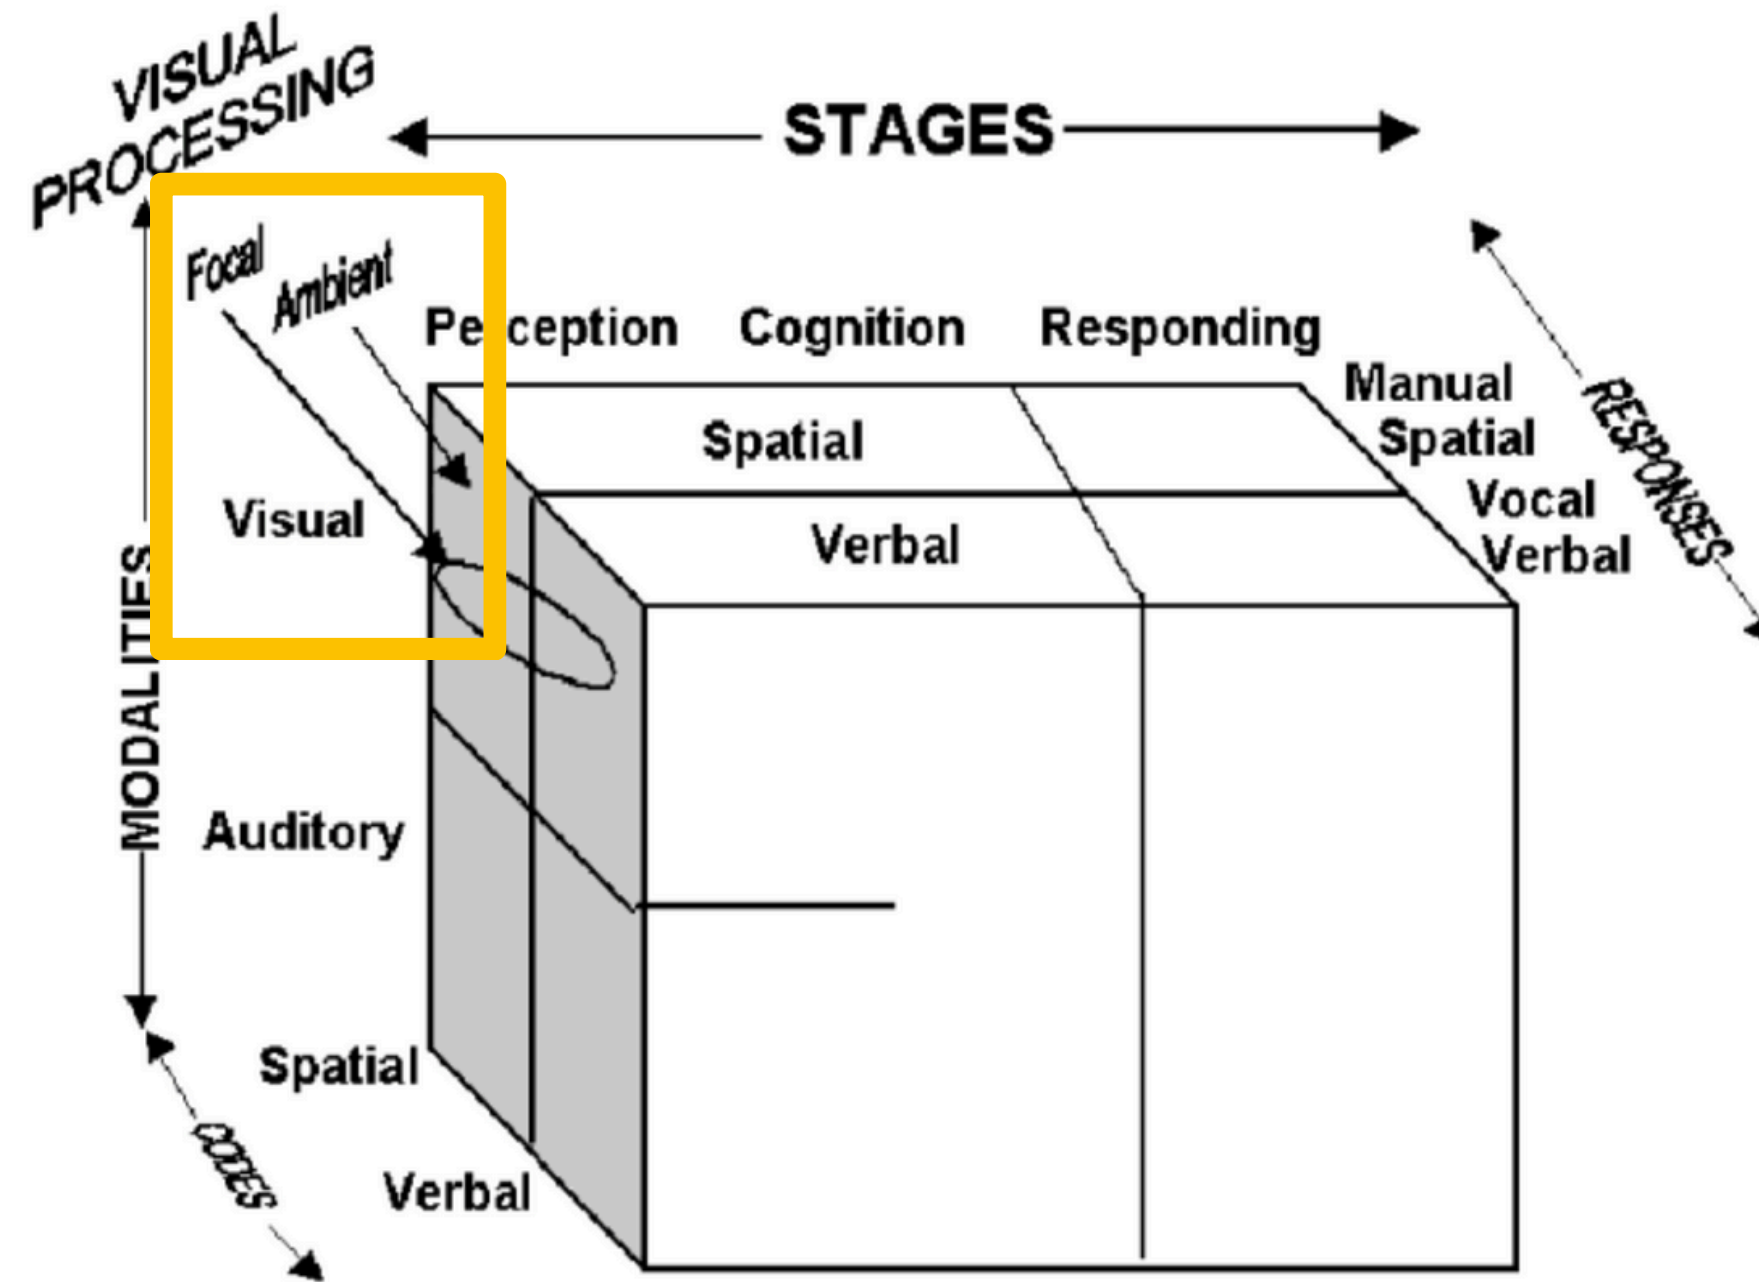 VISUAL
PROCESSING
STAGES
Focal
Ambient
Perception Cognition Responding
Manual
Spatial
Vocal
Verbal
RESPONSES
Spatial
Verbal
Visual
MODALITIES
Auditory
Spatial
Verbal
CODES